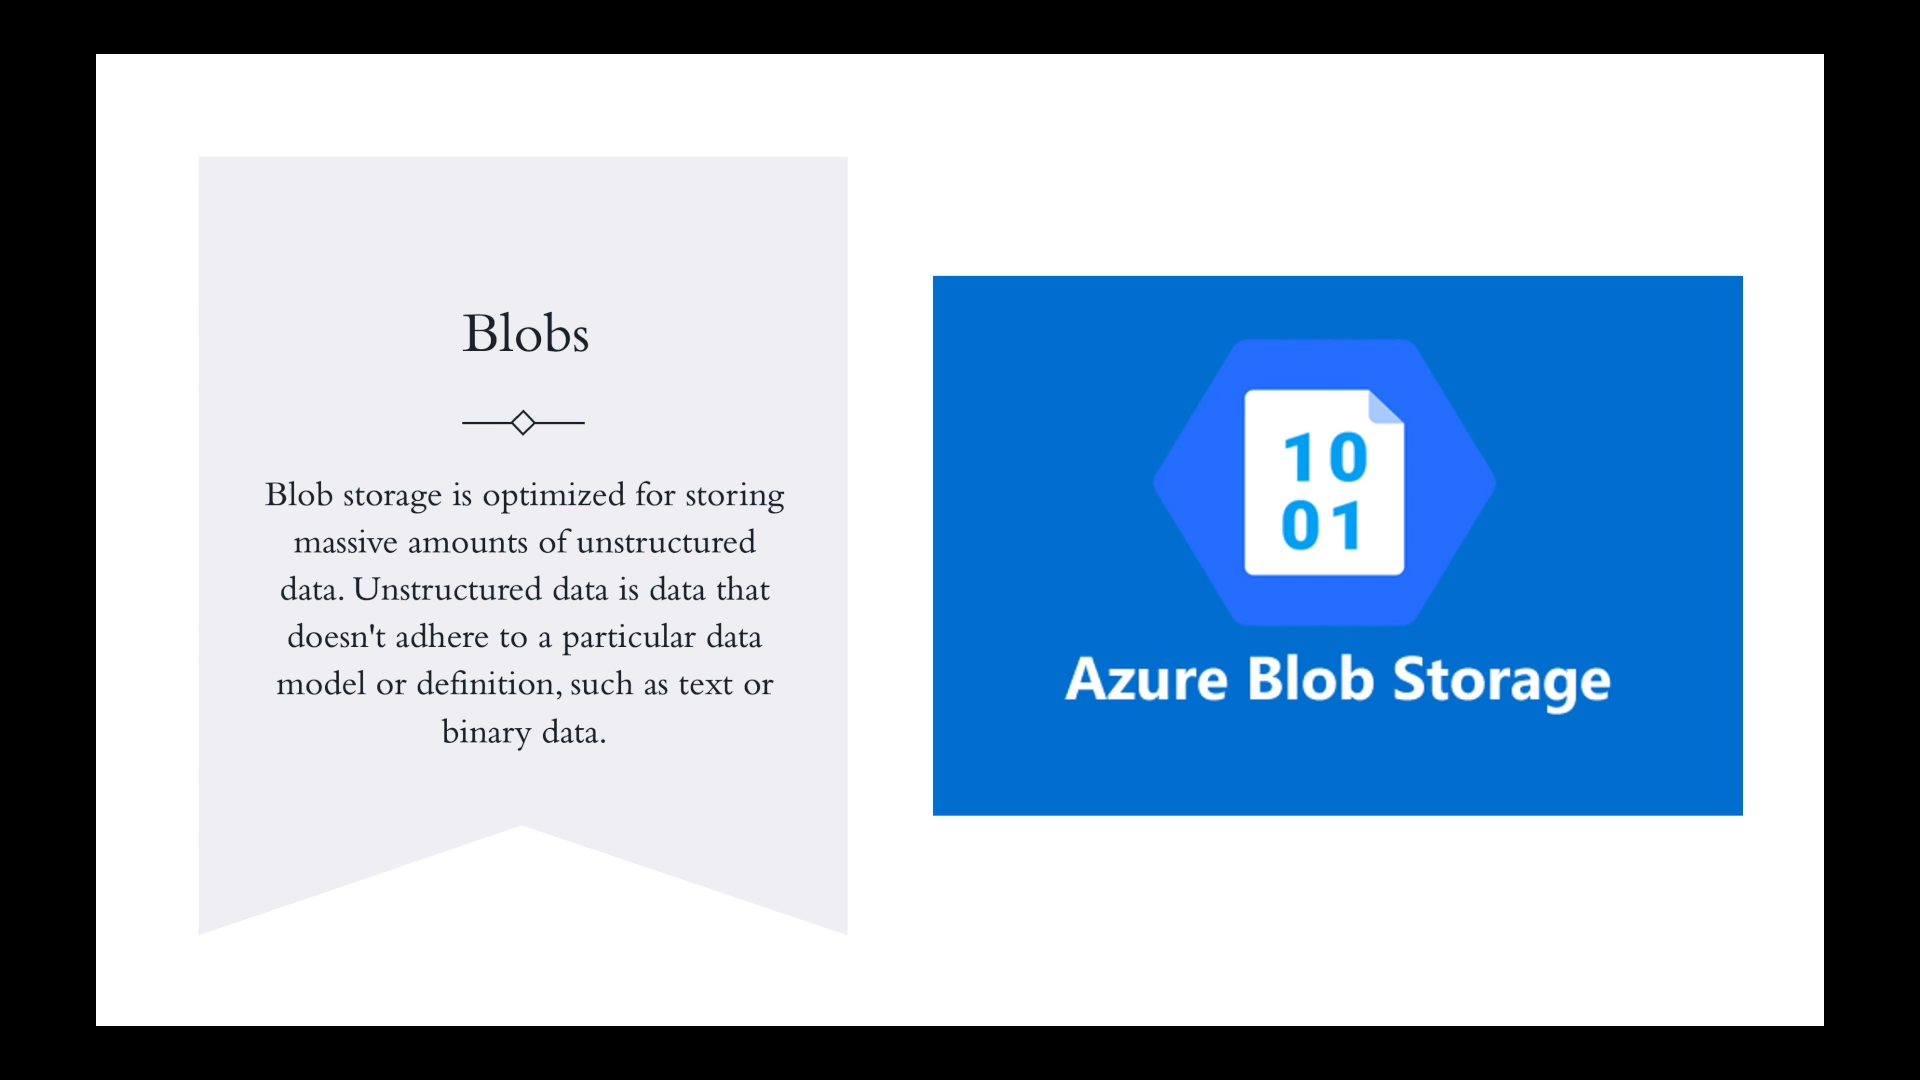 Blobs
Blob storage is optimized for storing
massive amounts of unstructured
data. Unstructured data is data that
doesn't adhere to a particular data
model or definition, such as text or
binary data.
10
01
Azure Blob Storage